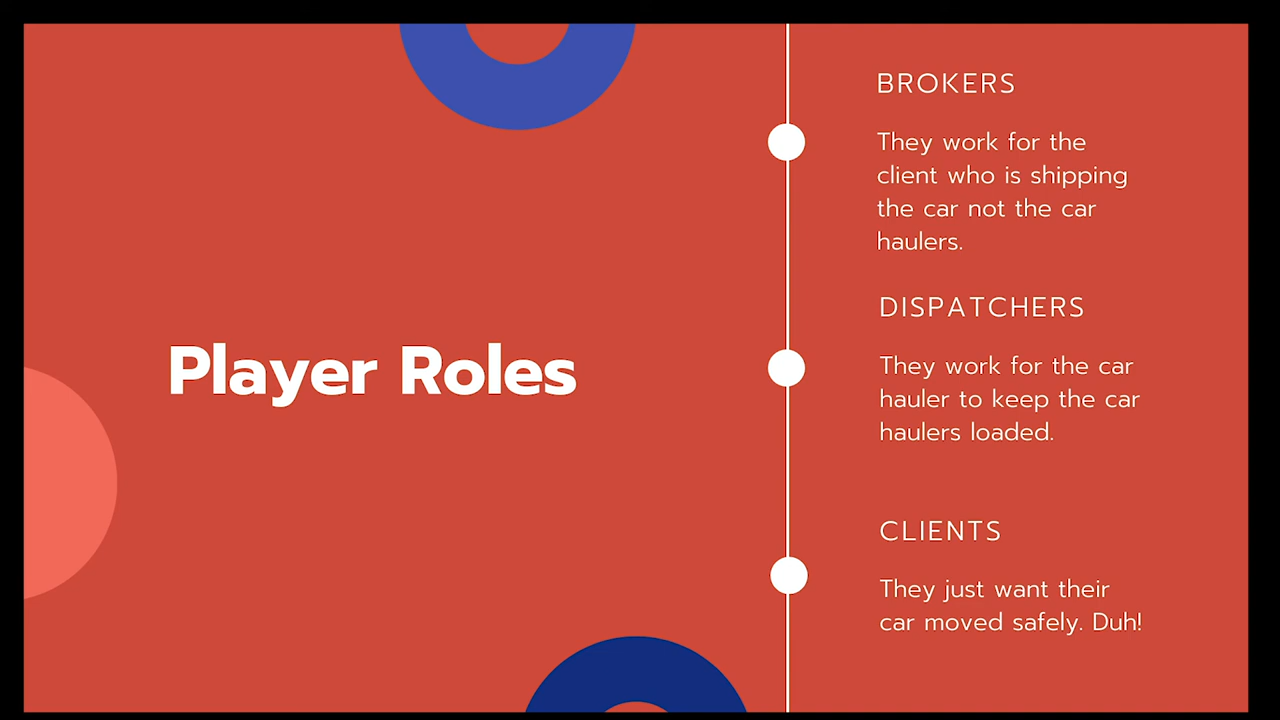 Player Roles
BROKERS
They work for the
client who is shipping
the car not the car
haulers.
DISPATCHERS
They work for the car
hauler to keep the car
haulers loaded.
CLIENTS
They just want their
car moved safely. Duh!